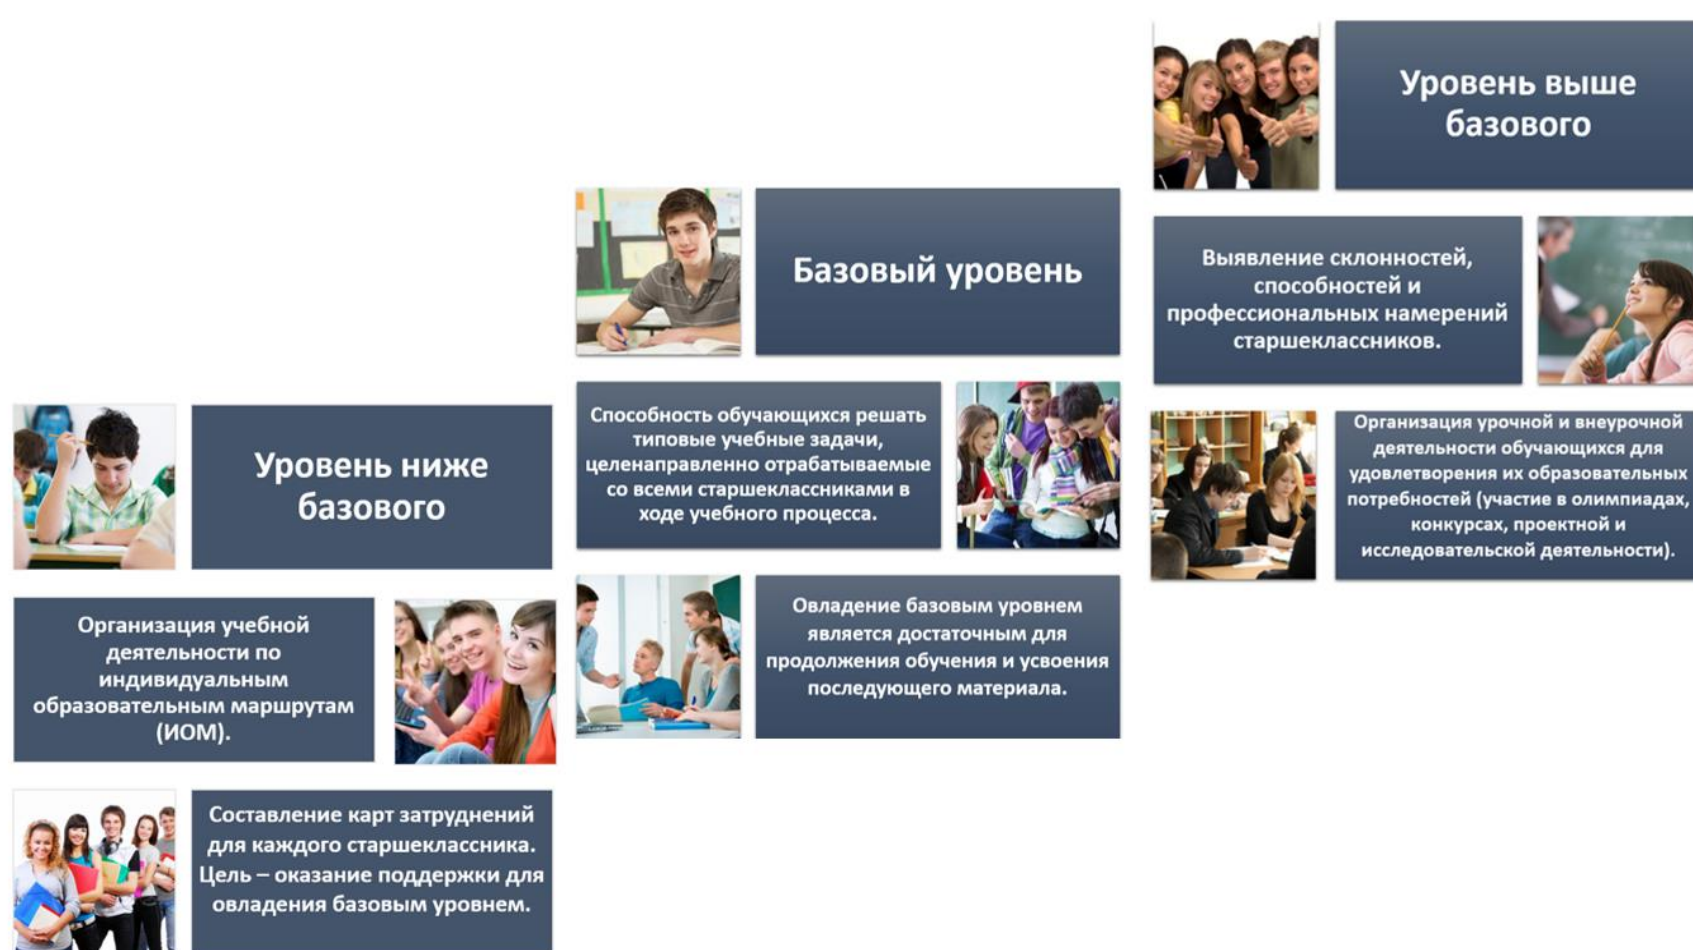 Уровень ниже
базового
Организация учебной
деятельности по
индивидуальным
образовательным маршрутам
(ИОМ).
Составление карт затруднений
для каждого старшеклассника.
Цель – оказание поддержки для
овладения базовым уровнем.
Базовый уровень
Способность обучающихся решать
типовые учебные задачи,
целенаправленно отрабатываемые
со всеми старшеклассниками в
ходе учебного процесса.
Овладение базовым уровнем
является достаточным для
продолжения обучения и усвоения
последующего материала.
Уровень выше
базового
Выявление склонностей,
способностей и
профессиональных намерений
старшеклассников.
Организация урочной и внеурочной
деятельности обучающихся для
удовлетворения их образовательных
потребностей (участие в олимпиадах,
конкурсах, проектной и
исследовательской деятельности).